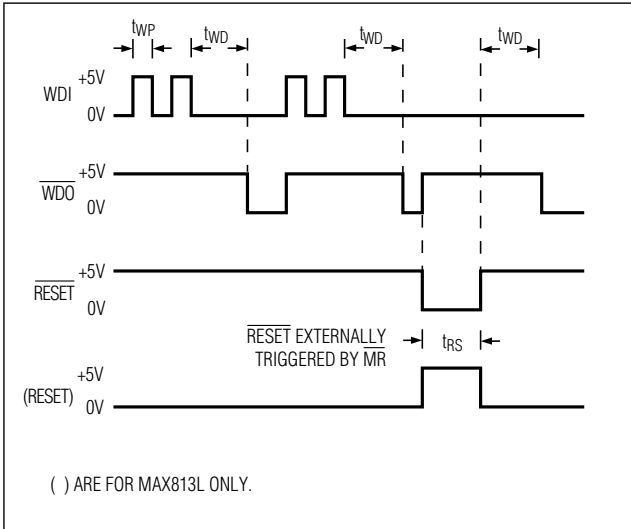 tWP tWD tWD tWD
+5V
WDI
0V
+5V
WDO
0V
+5V
RESET
0V
RESET EXTERNALLY
TRIGGERED BY MR
tRS
+5V
(RESET)
0V
( ) ARE FOR MAX813L ONLY.